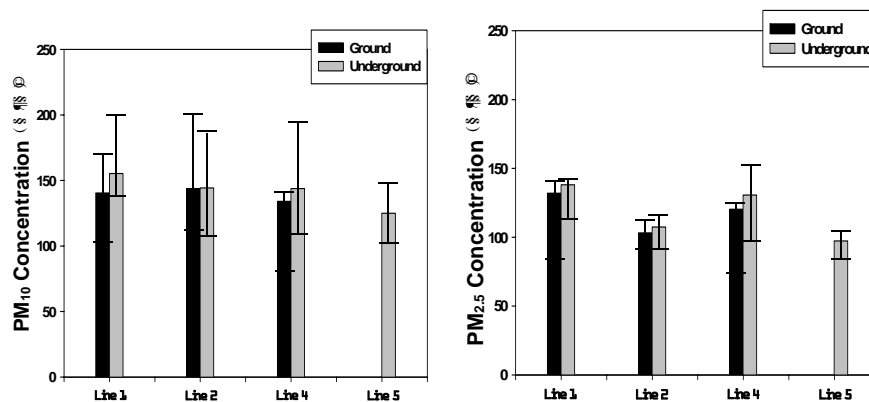 Ground
Underground
250
200
150
100
50
0
PM10 Concentration (§ ¶§ ©
Line 1
Line 2
Line 4
Line 5
Ground
Underground
250
200
150
100
50
0
PM2.5 Concentration (§ ¶§ ©
Line 1
Line 2
Line 4
Line 5